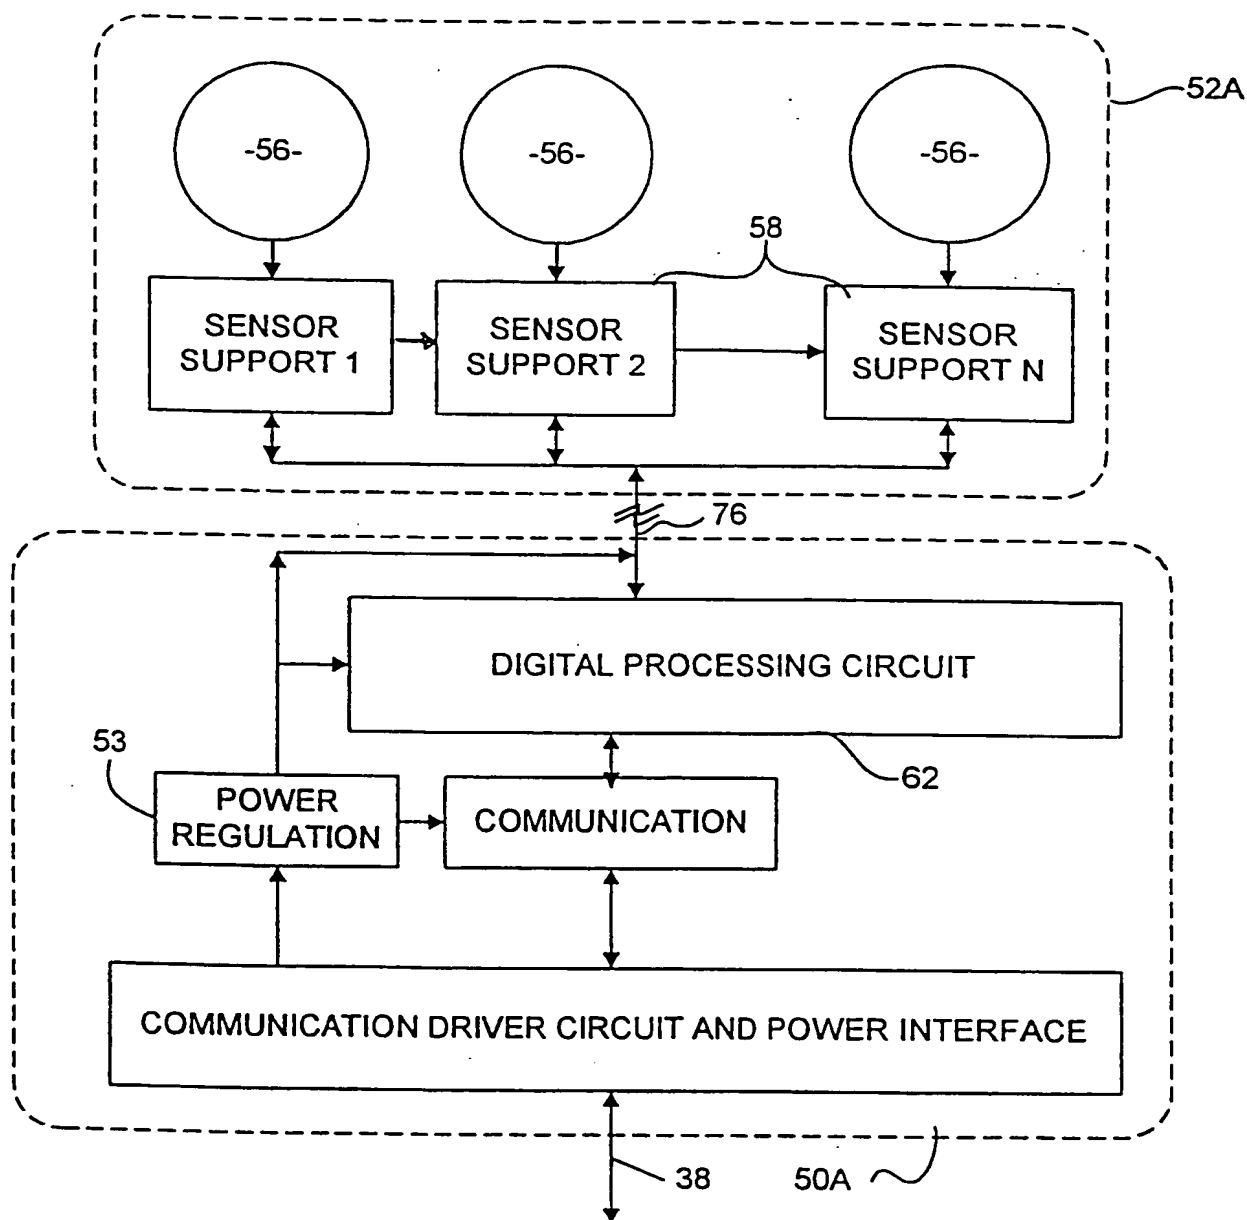 52A
-56-
-56-
-56-
58
SENSOR
SUPPORT 1
SENSOR
SUPPORT 2
SENSOR
SUPPORT N
76
DIGITAL PROCESSING CIRCUIT
53
62
POWER
REGULATION
COMMUNICATION
COMMUNICATION DRIVER CIRCUIT AND POWER INTERFACE
38
50A